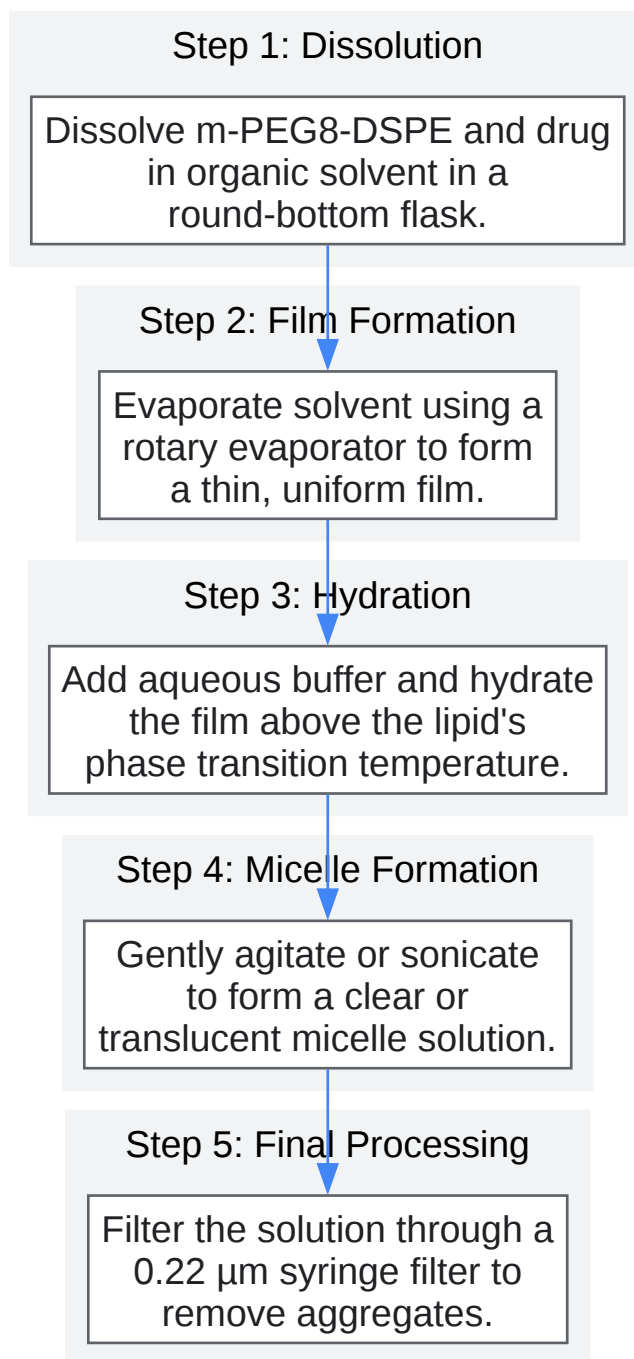 Step 1: Dissolution
Dissolve m-PEG8-DSPE and drug
in organic solvent in a
round-bottom flask.
Step 2: Film Formation
Evaporate solvent using a
rotary evaporator to form
a thin, uniform film.
Step 3: Hydration
Add aqueous buffer and hydrate
the film above the lipid's
phase transition temperature.
Step 4: Micelle Formation
Gently agitate or sonicate
to form a clear or
translucent micelle solution.
Step 5: Final Processing
Filter the solution through a
0.22 µm syringe filter to
remove aggregates.